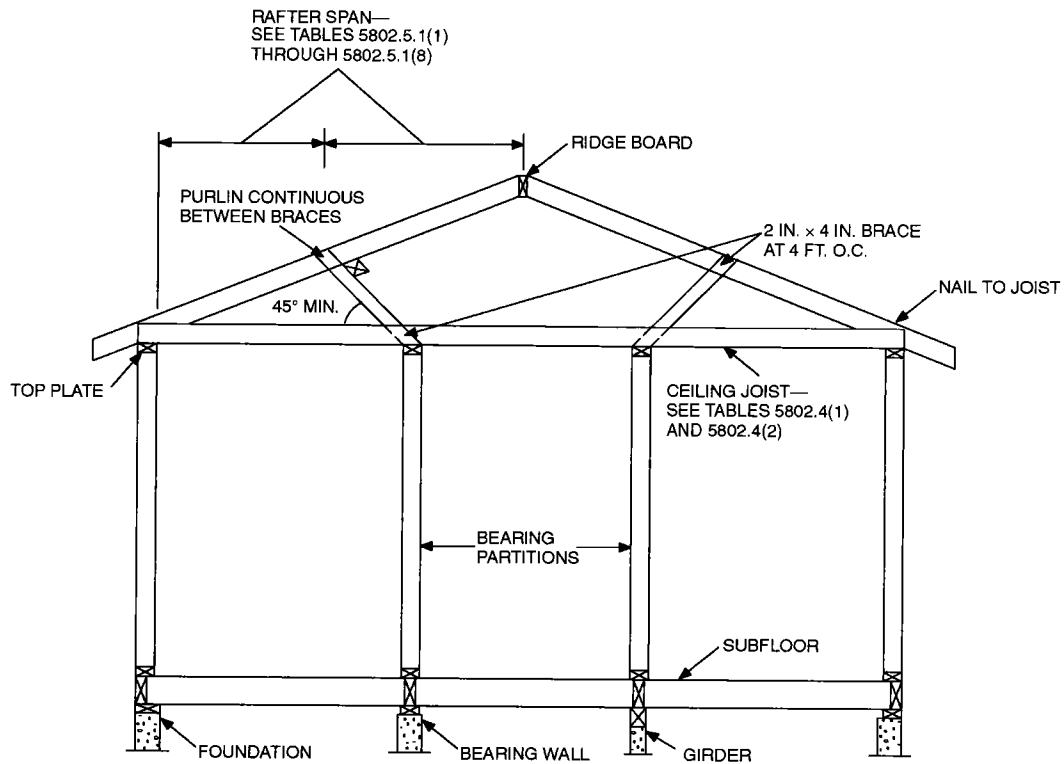 RAFTER SPAN—
SEE TABLES 5802.5.1(1)
THROUGH 5802.5.1(8)
RIDGE BOARD
PURLIN CONTINUOUS
BETWEEN BRACES
2 IN. × 4 IN. BRACE
AT 4 FT. O.C.
NAIL TO JOIST
45° MIN.
TOP PLATE
CEILING JOIST—
SEE TABLES 5802.4(1)
AND 5802.4(2)
BEARING
PARTITIONS
SUBFLOOR
FOUNDATION
BEARING WALL
GIRDER